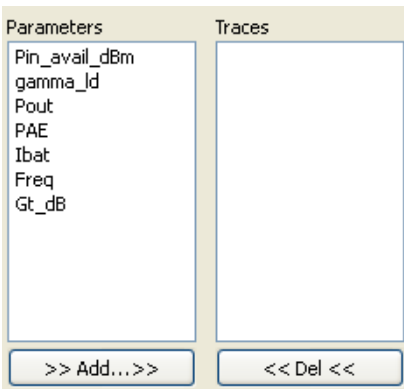 Parameters
Traces
Pin_avail_dBm
gamma_ld
Pout
PAE
Ibat
Freq
Gt_dB
>> Add...>>
<< Del <<